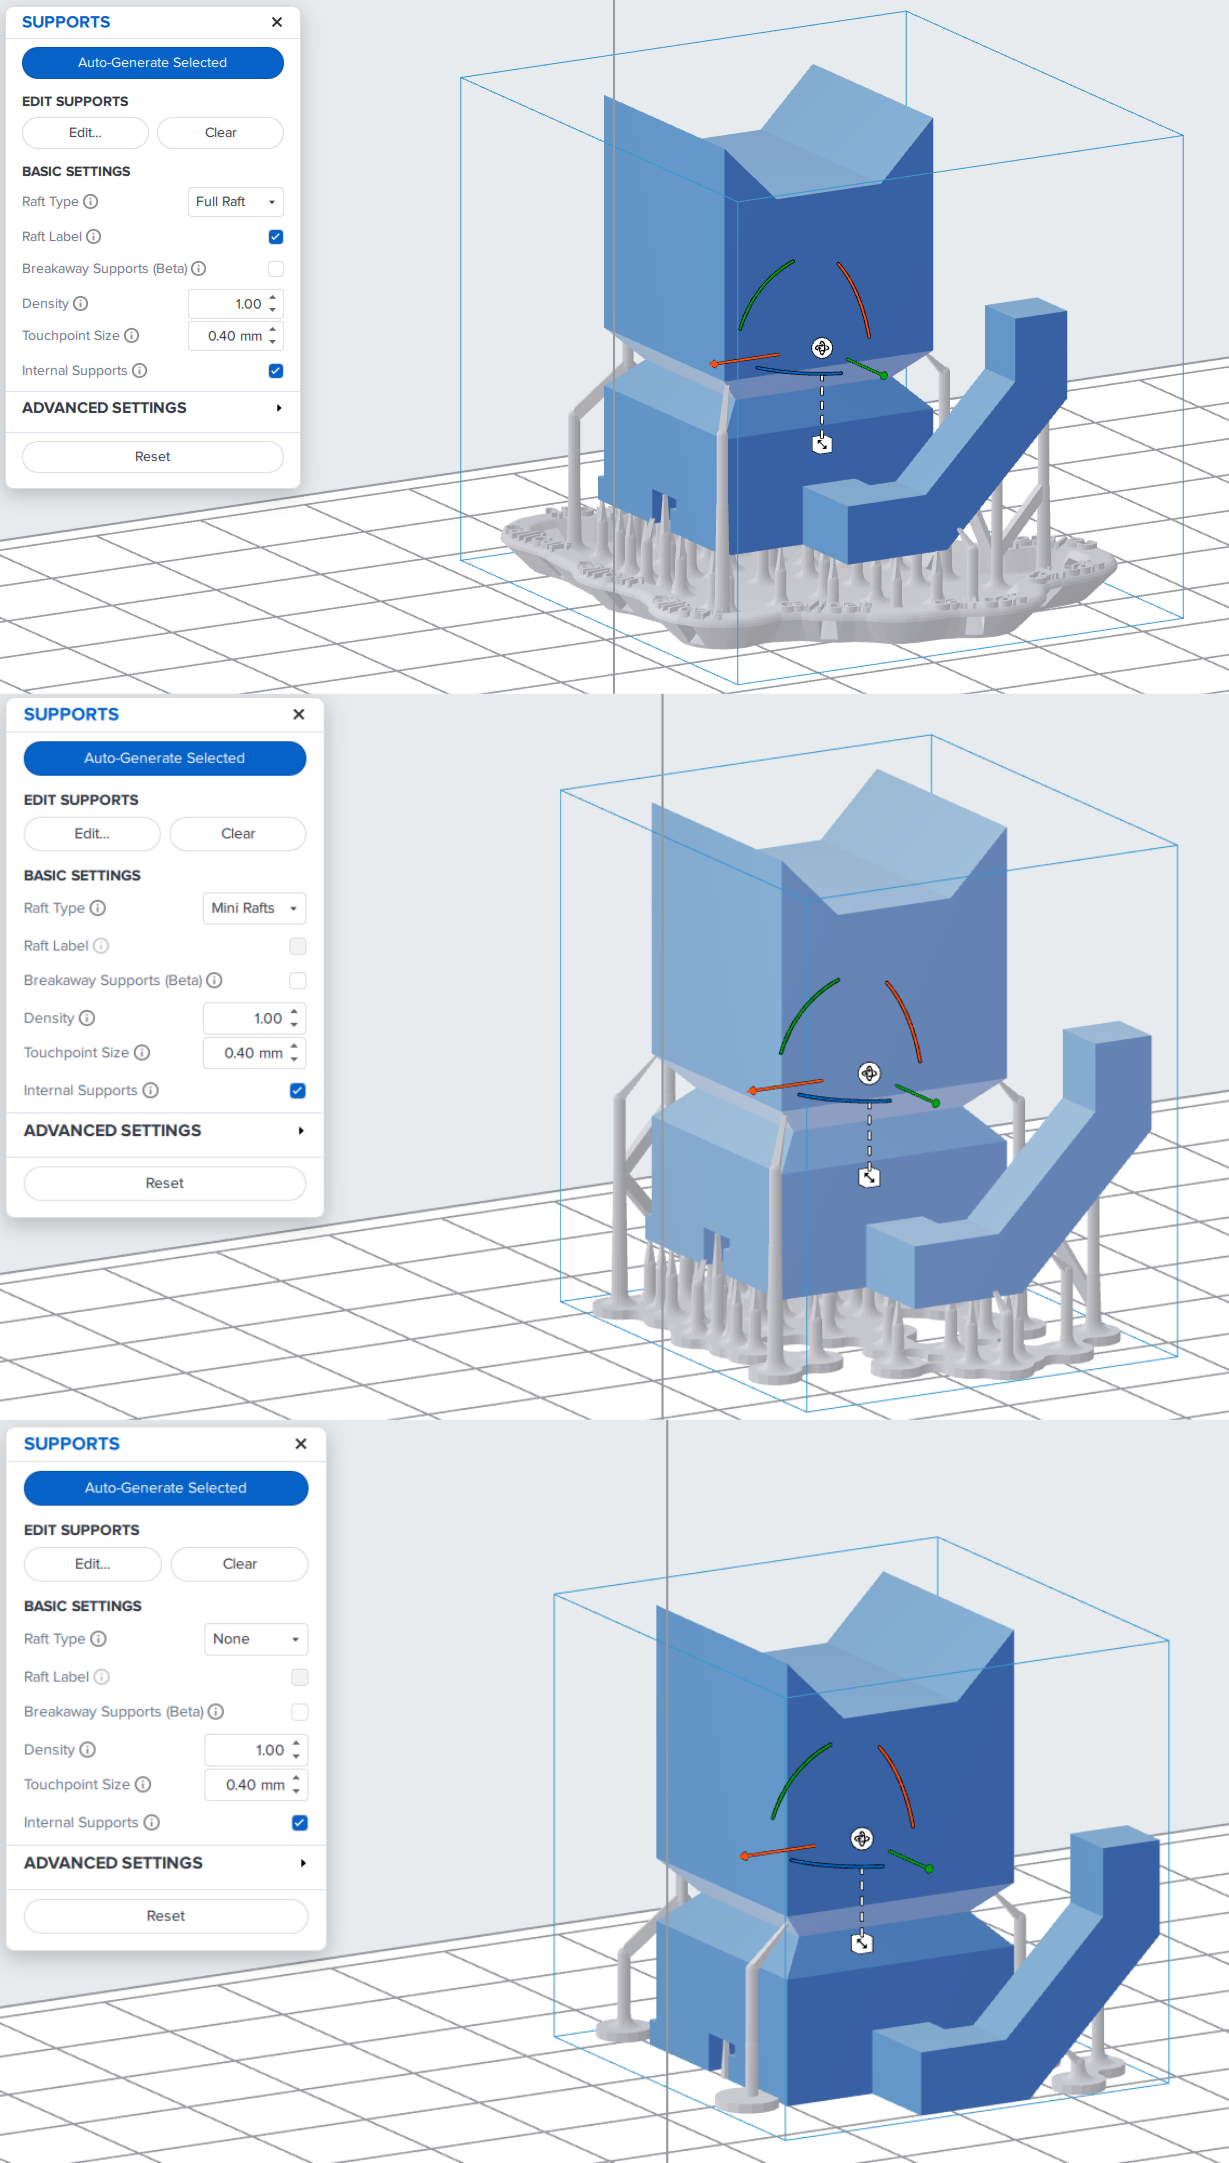 SUPPORTS
Auto-Generate Selected
EDIT SUPPORTS
Edit... Clear
BASIC SETTINGS
Raft Type Full Raft
Raft Label
Breakaway Supports (Beta)
Density 1.00
Touchpoint Size 0.40 mm
Internal Supports
ADVANCED SETTINGS
Reset
SUPPORTS
Auto-Generate Selected
EDIT SUPPORTS
Edit... Clear
BASIC SETTINGS
Raft Type Mini Rafts
Raft Label
Breakaway Supports (Beta)
Density 1.00
Touchpoint Size 0.40 mm
Internal Supports
ADVANCED SETTINGS
Reset
SUPPORTS
Auto-Generate Selected
EDIT SUPPORTS
Edit... Clear
BASIC SETTINGS
Raft Type None
Raft Label
Breakaway Supports (Beta)
Density 1.00
Touchpoint Size 0.40 mm
Internal Supports
ADVANCED SETTINGS
Reset